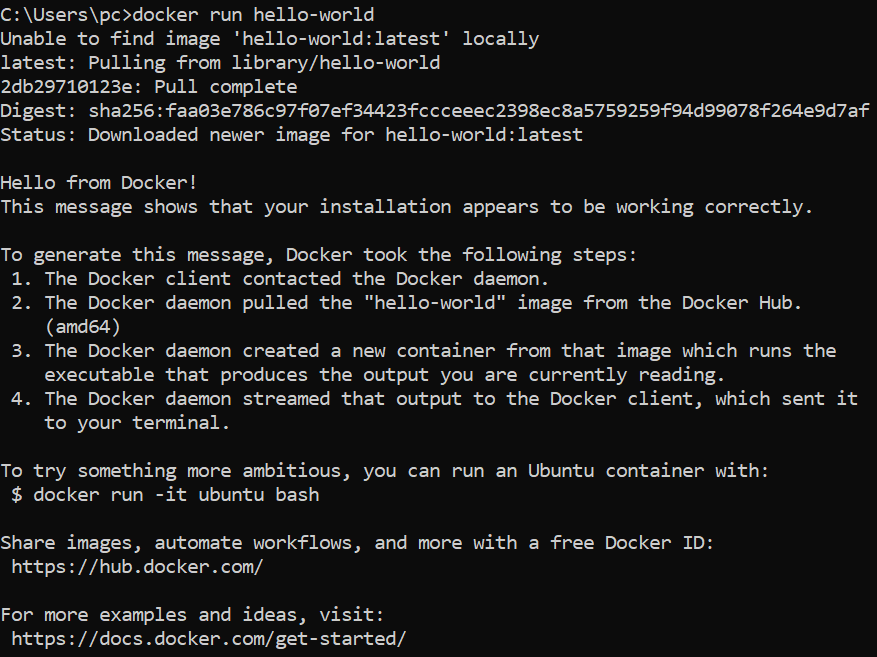 C:\Users\pc>docker run hello-world
Unable to find image 'hello-world:latest' locally
latest: Pulling from library/hello-world
2db29710123e: Pull complete
Digest: sha256:faa03e786c97f07ef34423fccceeec2398ec8a5759259f94d99078f264e9d7af
Status: Downloaded newer image for hello-world:latest

Hello from Docker!
This message shows that your installation appears to be working correctly.

To generate this message, Docker took the following steps:
 1. The Docker client contacted the Docker daemon.
 2. The Docker daemon pulled the "hello-world" image from the Docker Hub.
    (amd64)
 3. The Docker daemon created a new container from that image which runs the
    executable that produces the output you are currently reading.
 4. The Docker daemon streamed that output to the Docker client, which sent it
    to your terminal.

To try something more ambitious, you can run an Ubuntu container with:
 $ docker run -it ubuntu bash

Share images, automate workflows, and more with a free Docker ID:
 https://hub.docker.com/

For more examples and ideas, visit:
 https://docs.docker.com/get-started/